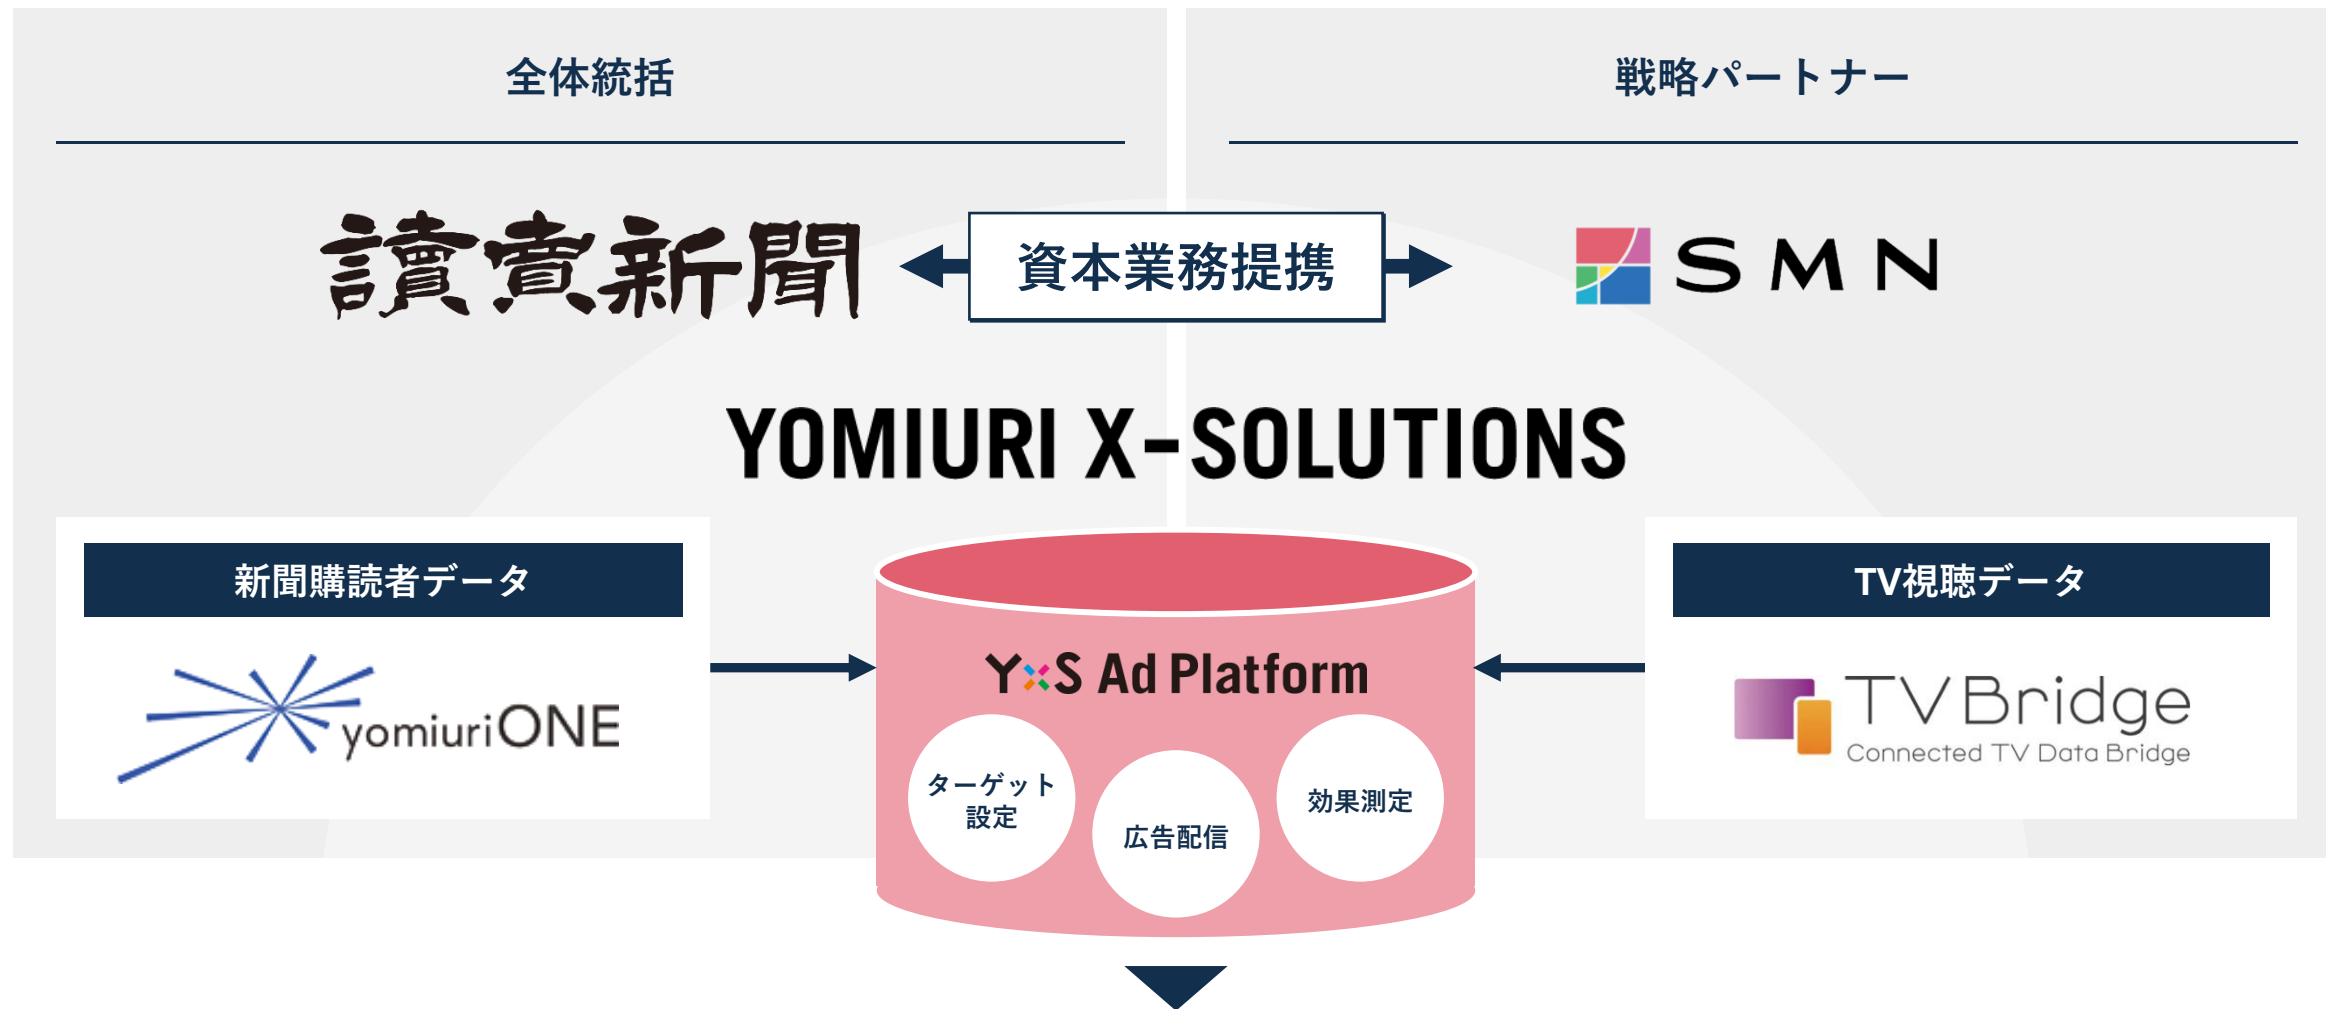 全体統括
戦略パートナー
讀賣新聞
資本業務提携
SMN
YOMIURI X-SOLUTIONS
新聞購読者データ
yomiuriONE
YxS Ad Platform
ターゲット
設定
広告配信
効果測定
TV視聴データ
TVBridge
Connected TV Data Bridge